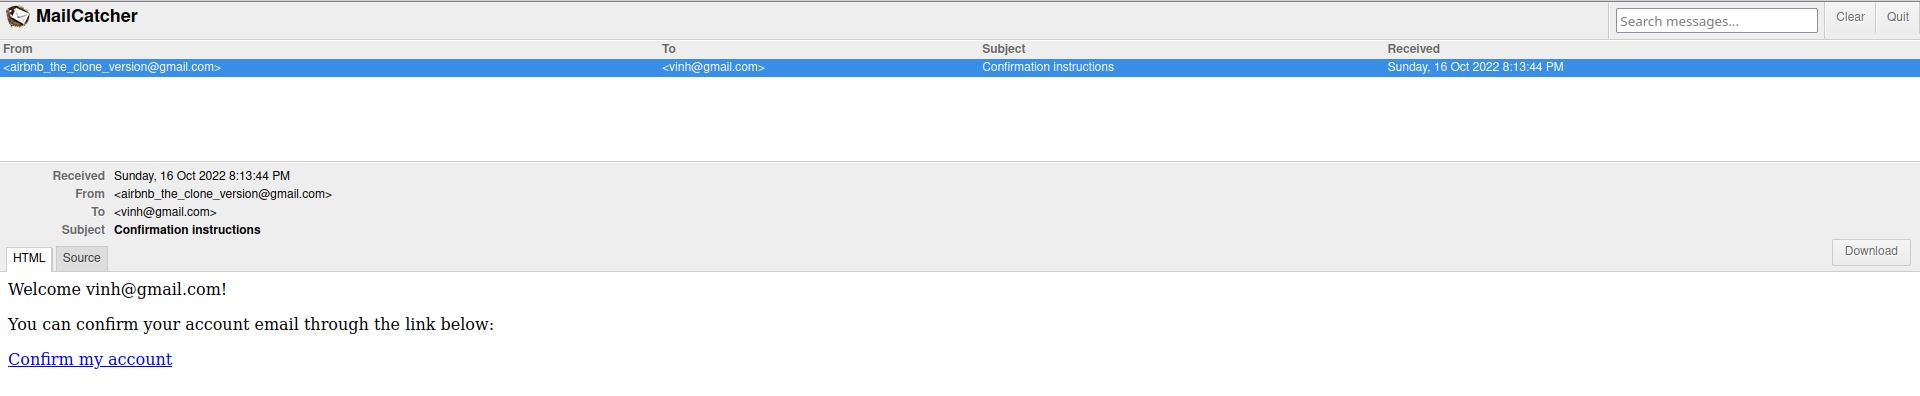 MailCatcher
Search messages...
Clear
Quit
From To Subject Received
<airbnb_the_clone_version@gmail.com> <vinh@gmail.com> Confirmation instructions Sunday, 16 Oct 2022 8:13:44 PM
Received Sunday, 16 Oct 2022 8:13:44 PM
From <airbnb_the_clone_version@gmail.com>
To <vinh@gmail.com>
Subject Confirmation instructions
HTML Source Download
Welcome vinh@gmail.com!
You can confirm your account email through the link below:
Confirm my account